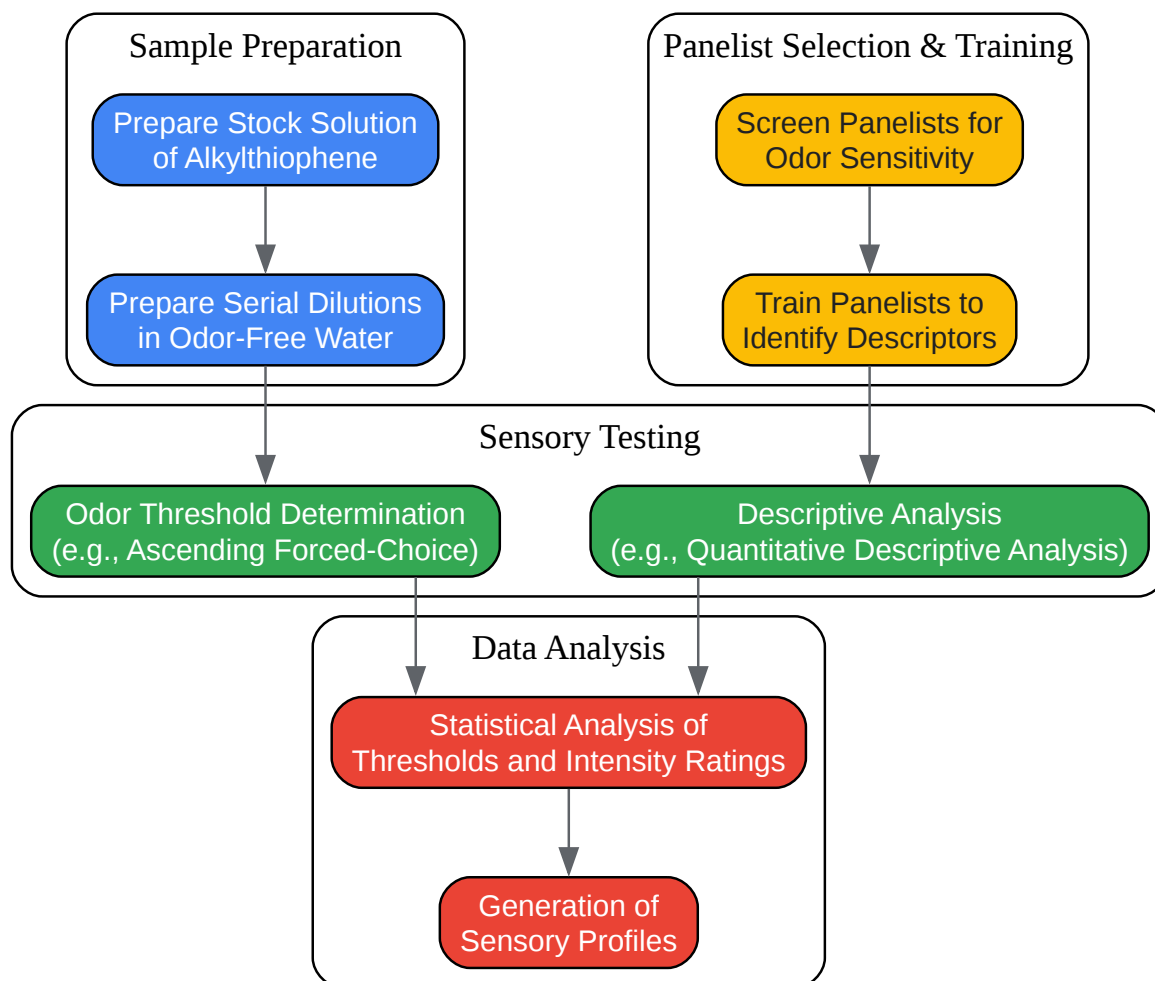 Sample Preparation
Prepare Stock Solution
of Alkylthiophene
Prepare Serial Dilutions
in Odor-Free Water
Panelist Selection & Training
Screen Panelists for
Odor Sensitivity
Train Panelists to
Identify Descriptors
Sensory Testing
Odor Threshold Determination
(e.g., Ascending Forced-Choice)
Descriptive Analysis
(e.g., Quantitative Descriptive Analysis)
Data Analysis
Statistical Analysis of
Thresholds and Intensity Ratings
Generation of
Sensory Profiles